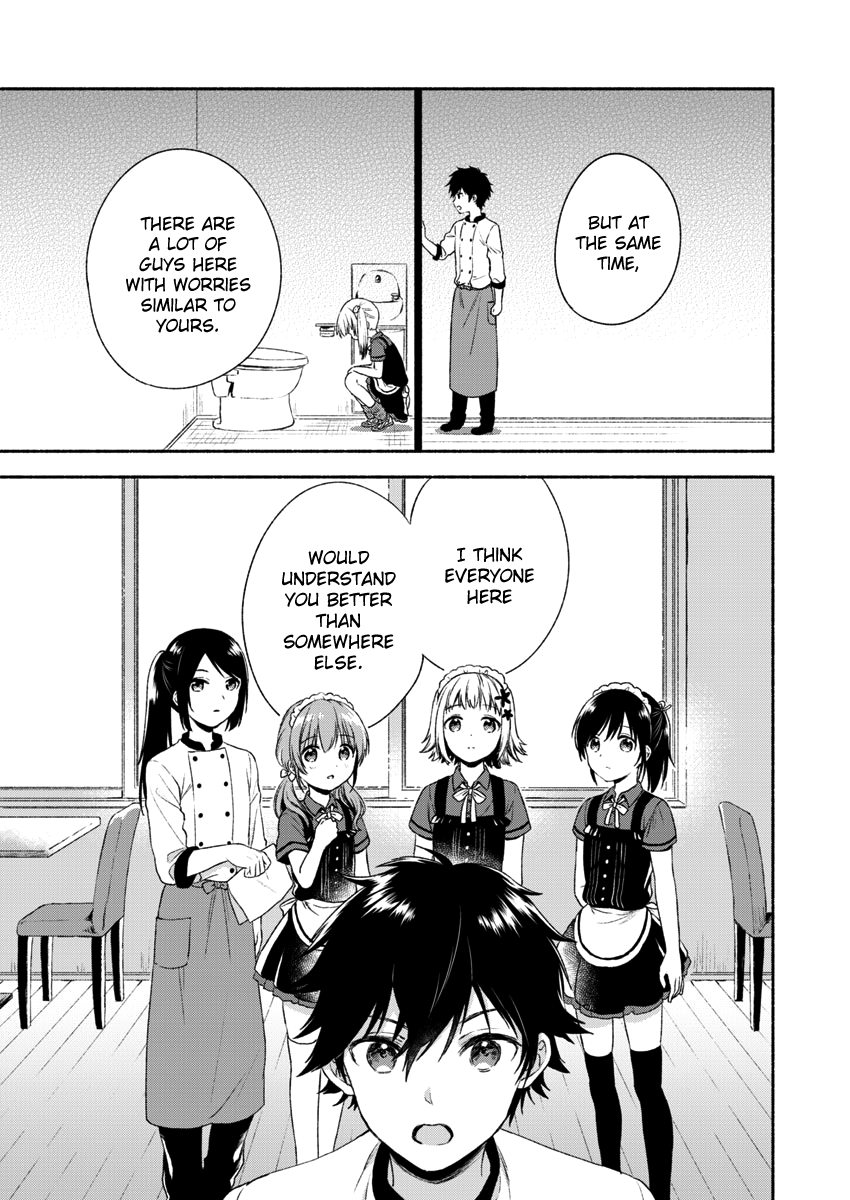 BUT AT
THE SAME
TIME,
THERE ARE
A LOT OF
GUYS HERE
WITH WORRIES
SIMILAR TO
YOURS.
I THINK
EVERYONE
HERE
WOULD
UNDERSTAND
YOU BETTER
THAN
SOMEWHERE
ELSE.